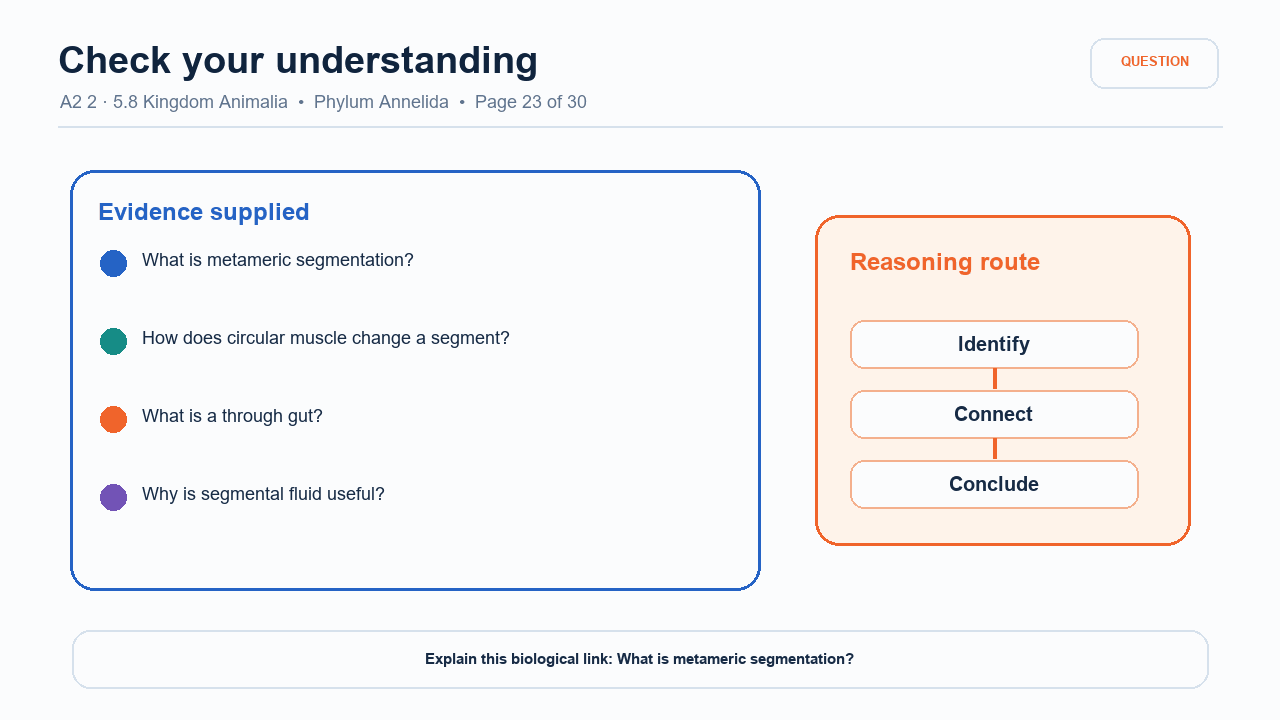 Check your understanding
QUESTION
A2 2 · 5.8 Kingdom Animalia • Phylum Annelida • Page 23 of 30
Evidence supplied
What is metameric segmentation?
How does circular muscle change a segment?
What is a through gut?
Why is segmental fluid useful?
Reasoning route
Identify
Connect
Conclude
Explain this biological link: What is metameric segmentation?